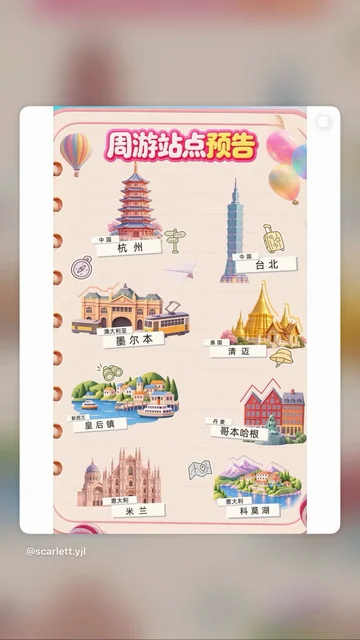 周游站点预告
中国
杭州
中国
台北
澳大利亚
墨尔本
泰国
清迈
新西兰
皇后镇
丹麦
哥本哈根
意大利
米兰
意大利
科莫湖
@scarlett.yjl